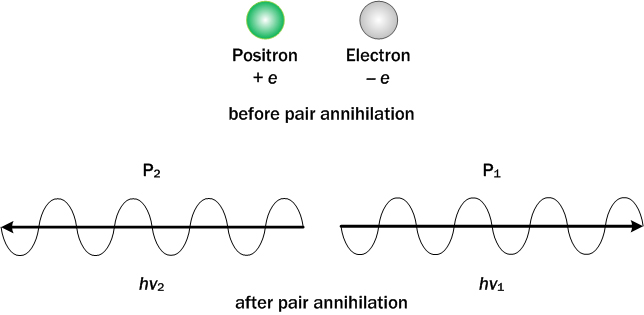 Positron Electron
+ e – e
before pair annihilation
P₂ P₁
hν₂ hν₁
after pair annihilation